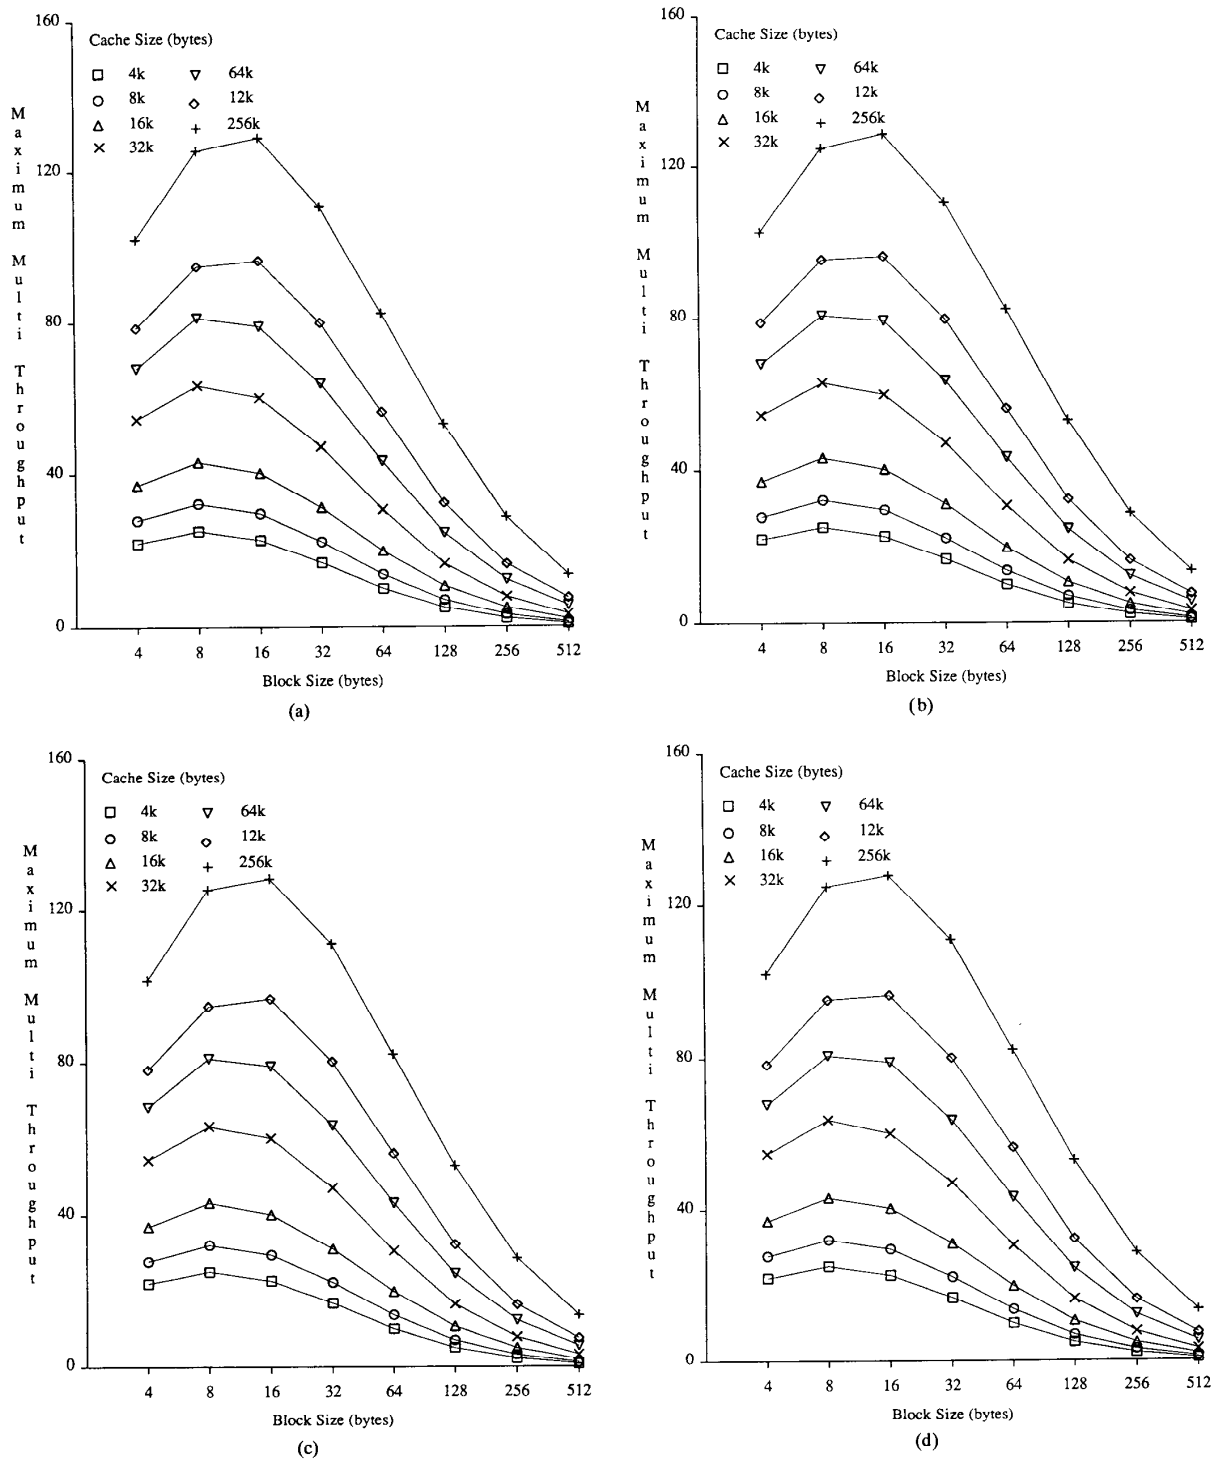 160
Cache Size (bytes)
4k 64k
8k 12k
16k 256k
32k
120
80
40
0
Maximum Multi Throughput
4 8 16 32 64 128 256 512
Block Size (bytes)
(a)
160
Cache Size (bytes)
4k 64k
8k 12k
16k 256k
32k
120
80
40
0
Maximum Multi Throughput
4 8 16 32 64 128 256 512
Block Size (bytes)
(b)
160
Cache Size (bytes)
4k 64k
8k 12k
16k 256k
32k
120
80
40
0
Maximum Multi Throughput
4 8 16 32 64 128 256 512
Block Size (bytes)
(c)
160
Cache Size (bytes)
4k 64k
8k 12k
16k 256k
32k
120
80
40
0
Maximum Multi Throughput
4 8 16 32 64 128 256 512
Block Size (bytes)
(d)